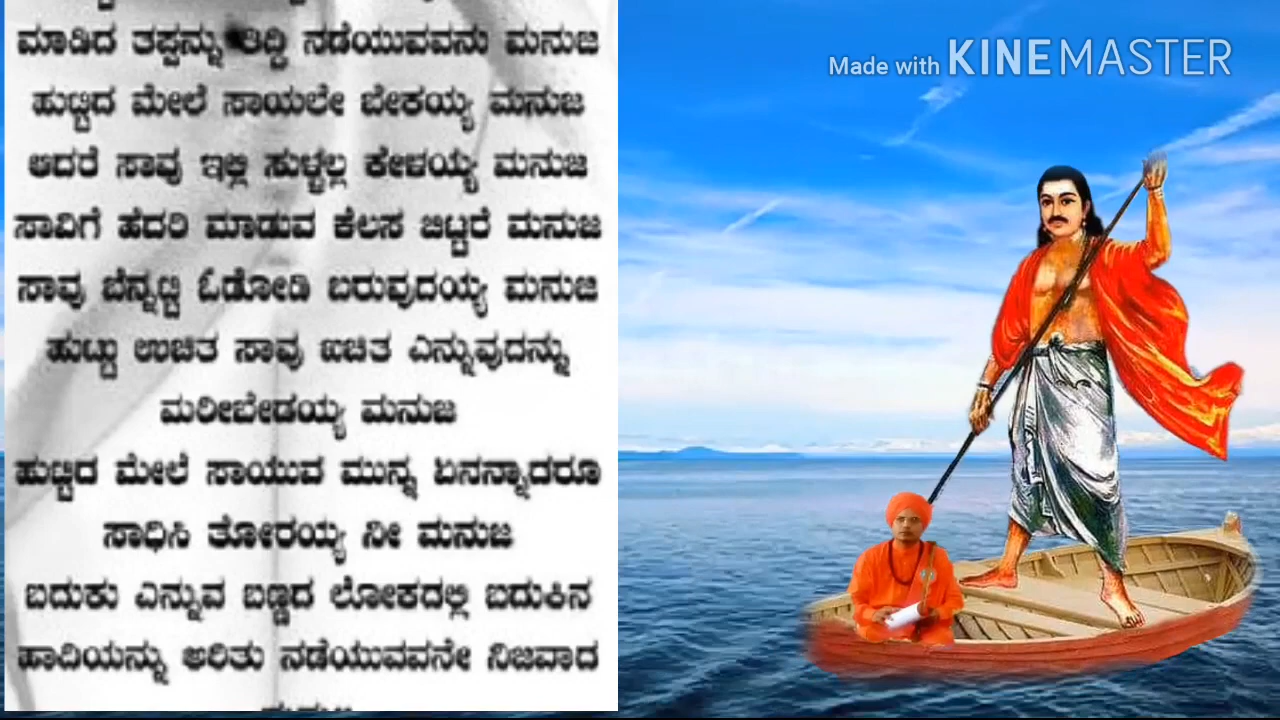 ಮಾಡಿದ ತಪ್ಪನ್ನು ತಿದ್ದಿ ನಡೆಯುವವನು ಮನುಜ
ಹುಟ್ಟಿದ ಮೇಲೆ ಸಾಯಲೇ ಬೇಕಯ್ಯ ಮನುಜ
ಆದರೆ ಸಾವು ಇಲ್ಲಿ ಸುಳ್ಳಲ್ಲ ಕೇಳಯ್ಯ ಮನುಜ
ಸಾವಿಗೆ ಹೆದರಿ ಮಾಡುವ ಕೆಲಸ ಬಿಟ್ಟರೆ ಮನುಜ
ಸಾವು ಬೆನ್ನಟ್ಟಿ ಓಡೋಡಿ ಬರುವುದಯ್ಯ ಮನುಜ
ಹುಟ್ಟು ಉಚಿತ ಸಾವು ಖಚಿತ ಎನ್ನುವುದನ್ನು
ಮರೀಬೇಡಯ್ಯ ಮನುಜ
ಹುಟ್ಟಿದ ಮೇಲೆ ಸಾಯುವ ಮುನ್ನ ಏನನ್ನಾದರೂ
ಸಾಧಿಸಿ ತೋರಯ್ಯ ನೀ ಮನುಜ
ಬದುಕು ಎನ್ನುವ ಬಣ್ಣದ ಲೋಕದಲ್ಲಿ ಬದುಕಿನ
ಹಾದಿಯನ್ನು ಅರಿತು ನಡೆಯುವವನೇ ನಿಜವಾದ
Made with KINEMASTER